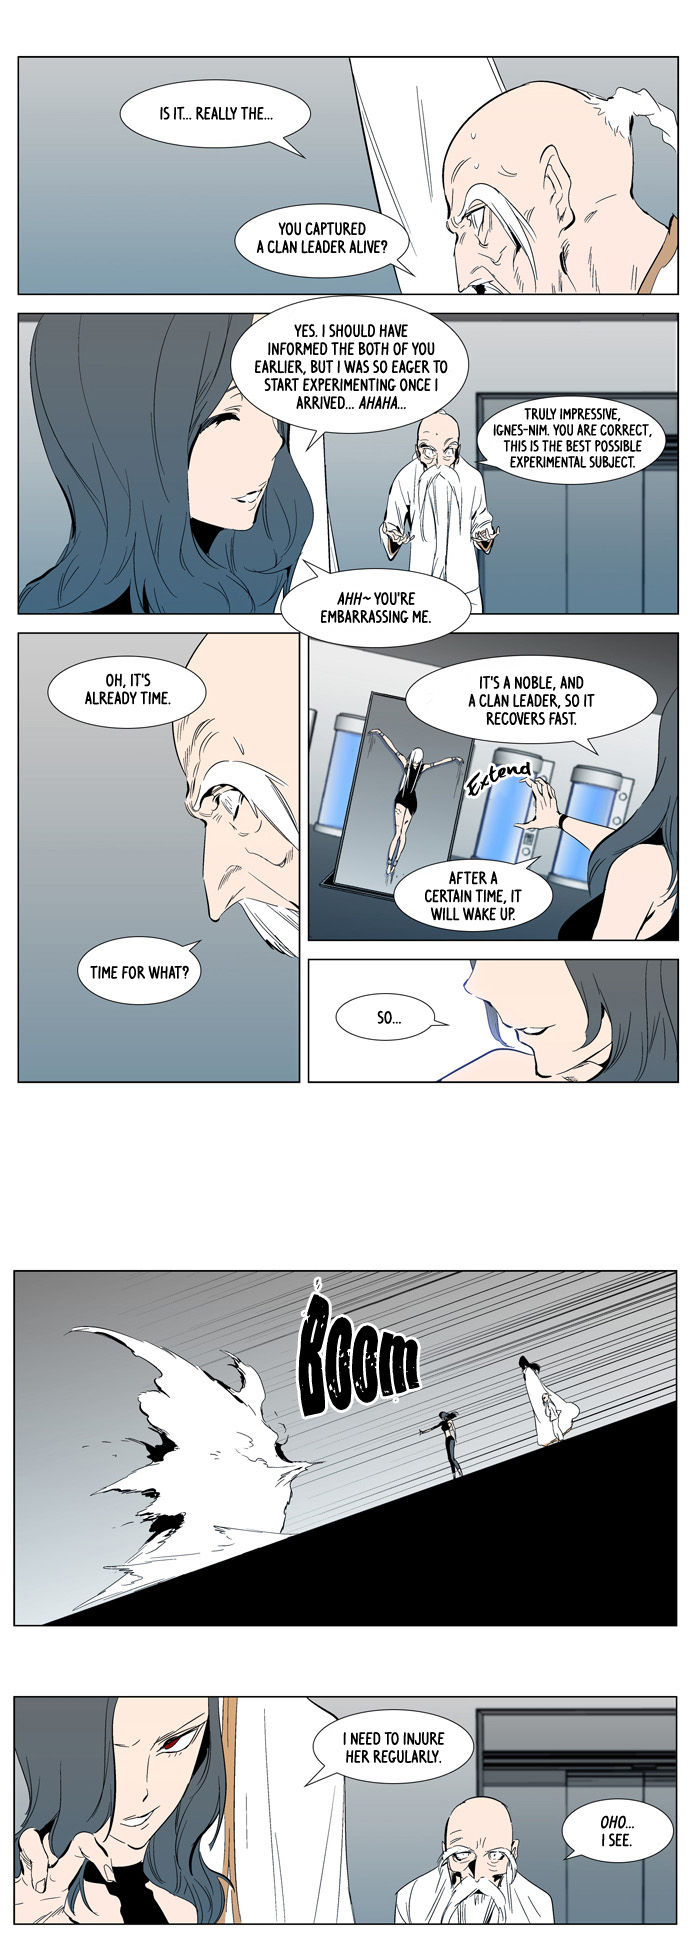 IS IT... REALLY THE...
YOU CAPTURED
A CLAN LEADER ALIVE?
YES. I SHOULD HAVE
INFORMED THE BOTH OF YOU
EARLIER, BUT I WAS SO EAGER TO
START EXPERIMENTING ONCE I
ARRIVED... AHAHA...
TRULY IMPRESSIVE,
IGNES-NIM. YOU ARE CORRECT,
THIS IS THE BEST POSSIBLE
EXPERIMENTAL SUBJECT.
AHH~ YOU'RE
EMBARRASSING ME.
OH, IT'S
ALREADY TIME.
TIME FOR WHAT?
IT'S A NOBLE, AND
A CLAN LEADER, SO IT
RECOVERS FAST.
Extend
AFTER A
CERTAIN TIME, IT
WILL WAKE UP.
SO...
BOOM
I NEED TO INJURE
HER REGULARLY.
OHO...
I SEE.